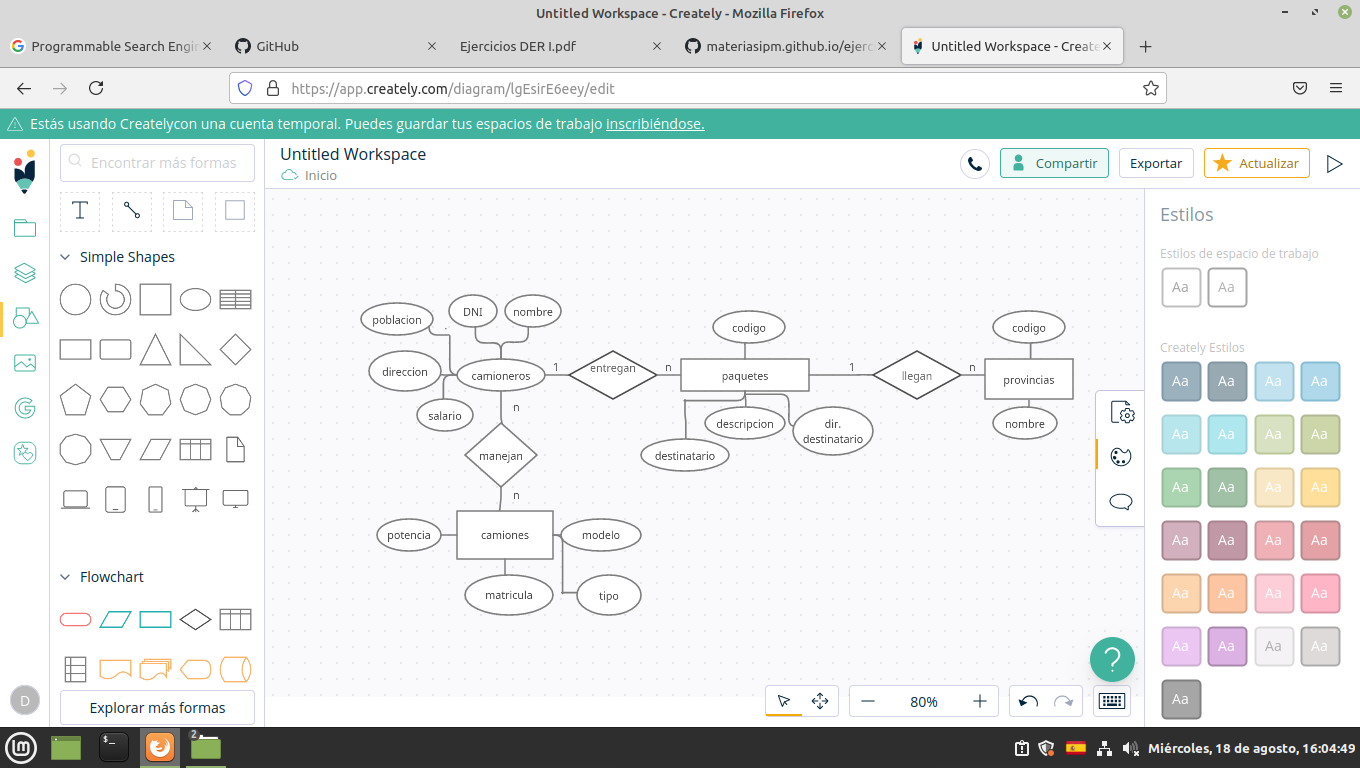 Untitled Workspace - Creately - Mozilla Firefox
Programmable Search Engi
GitHub
Ejercicios DER I.pdf
materiasipm.github.io/ejerc
Untitled Workspace - Create
https://app.creately.com/diagram/lgEsirE6eey/edit
Estás usando Createlycon una cuenta temporal. Puedes guardar tus espacios de trabajo inscribiéndose.
Encontrar más formas
Untitled Workspace
Inicio
Compartir
Exportar
Actualizar
T
Simple Shapes
Flowchart
Explorar más formas
D
poblacion
DNI
nombre
direccion
camioneros
salario
1
entregan
n
codigo
paquetes
descripcion
dir.
destinatario
destinatario
1
llegan
n
codigo
provincias
nombre
n
manejan
n
potencia
camiones
modelo
matricula
tipo
Estilos
Estilos de espacio de trabajo
Aa Aa
Creately Estilos
Aa Aa Aa Aa
Aa Aa Aa Aa
Aa Aa Aa Aa
Aa Aa Aa Aa
Aa Aa Aa Aa
Aa Aa Aa Aa
Aa
?
80%
2
Miércoles, 18 de agosto, 16:04:49